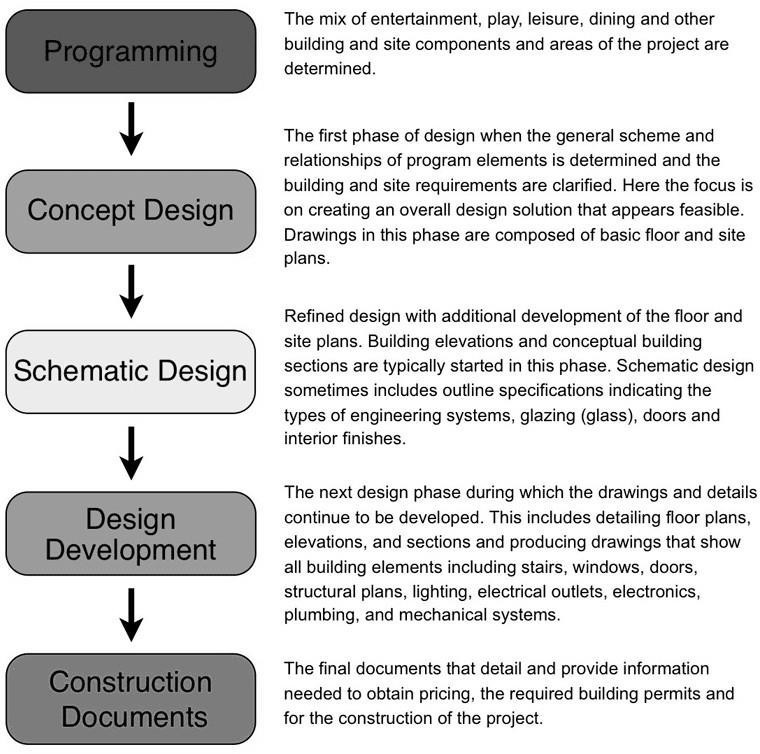 Programming
The mix of entertainment, play, leisure, dining and other
building and site components and areas of the project are
determined.
Concept Design
The first phase of design when the general scheme and
relationships of program elements is determined and the
building and site requirements are clarified. Here the focus is
on creating an overall design solution that appears feasible.
Drawings in this phase are composed of basic floor and site
plans.
Schematic Design
Refined design with additional development of the floor and
site plans. Building elevations and conceptual building
sections are typically started in this phase. Schematic design
sometimes includes outline specifications indicating the
types of engineering systems, glazing (glass), doors and
interior finishes.
Design
Development
The next design phase during which the drawings and details
continue to be developed. This includes detailing floor plans,
elevations, and sections and producing drawings that show
all building elements including stairs, windows, doors,
structural plans, lighting, electrical outlets, electronics,
plumbing, and mechanical systems.
Construction
Documents
The final documents that detail and provide information
needed to obtain pricing, the required building permits and
for the construction of the project.